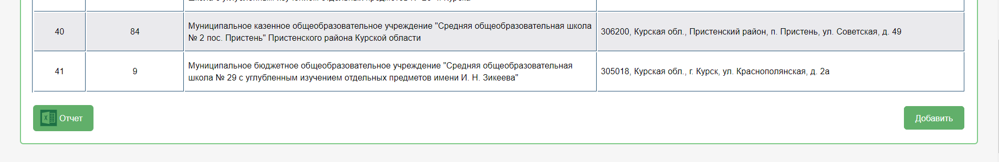 40
84
Муниципальное казенное общеобразовательное учреждение "Средняя общеобразовательная школа
№ 2 пос. Пристень" Пристенского района Курской области
306200, Курская обл., Пристенский район, п. Пристень, ул. Советская, д. 49
41
9
Муниципальное бюджетное общеобразовательное учреждение "Средняя общеобразовательная
школа № 29 с углубленным изучением отдельных предметов имени И. Н. Зикеева"
305018, Курская обл., г. Курск, ул. Краснополянская, д. 2а
Отчет
Добавить